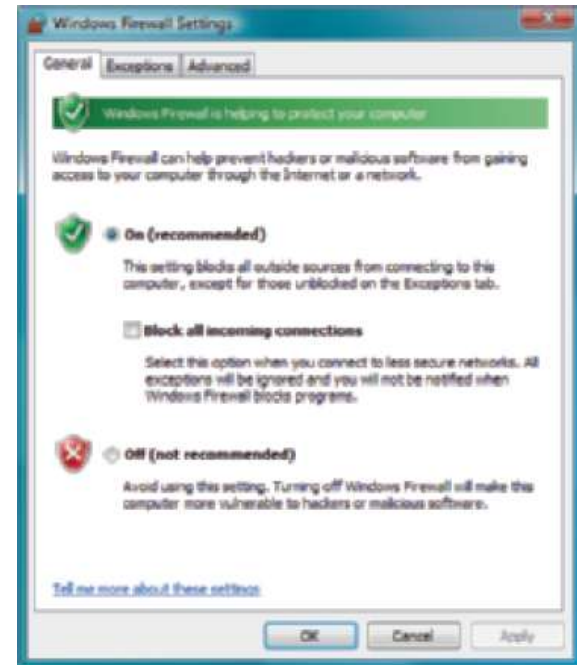 Windows Firewall Settings
General Exceptions Advanced
Windows Firewall is helping to protect your computer
Windows Firewall can help prevent hackers or malicious software from gaining
access to your computer through the Internet or a network.
On (recommended)
This setting blocks all outside sources from connecting to this
computer, except for those unblocked on the Exceptions tab.
Block all incoming connections
Select this option when you connect to less secure networks. All
exceptions will be ignored and you will not be notified when
Windows Firewall blocks programs.
Off (not recommended)
Avoid using this setting. Turning off Windows Firewall will make this
computer more vulnerable to hackers or malicious software.
Tell me more about these settings
OK Cancel Apply